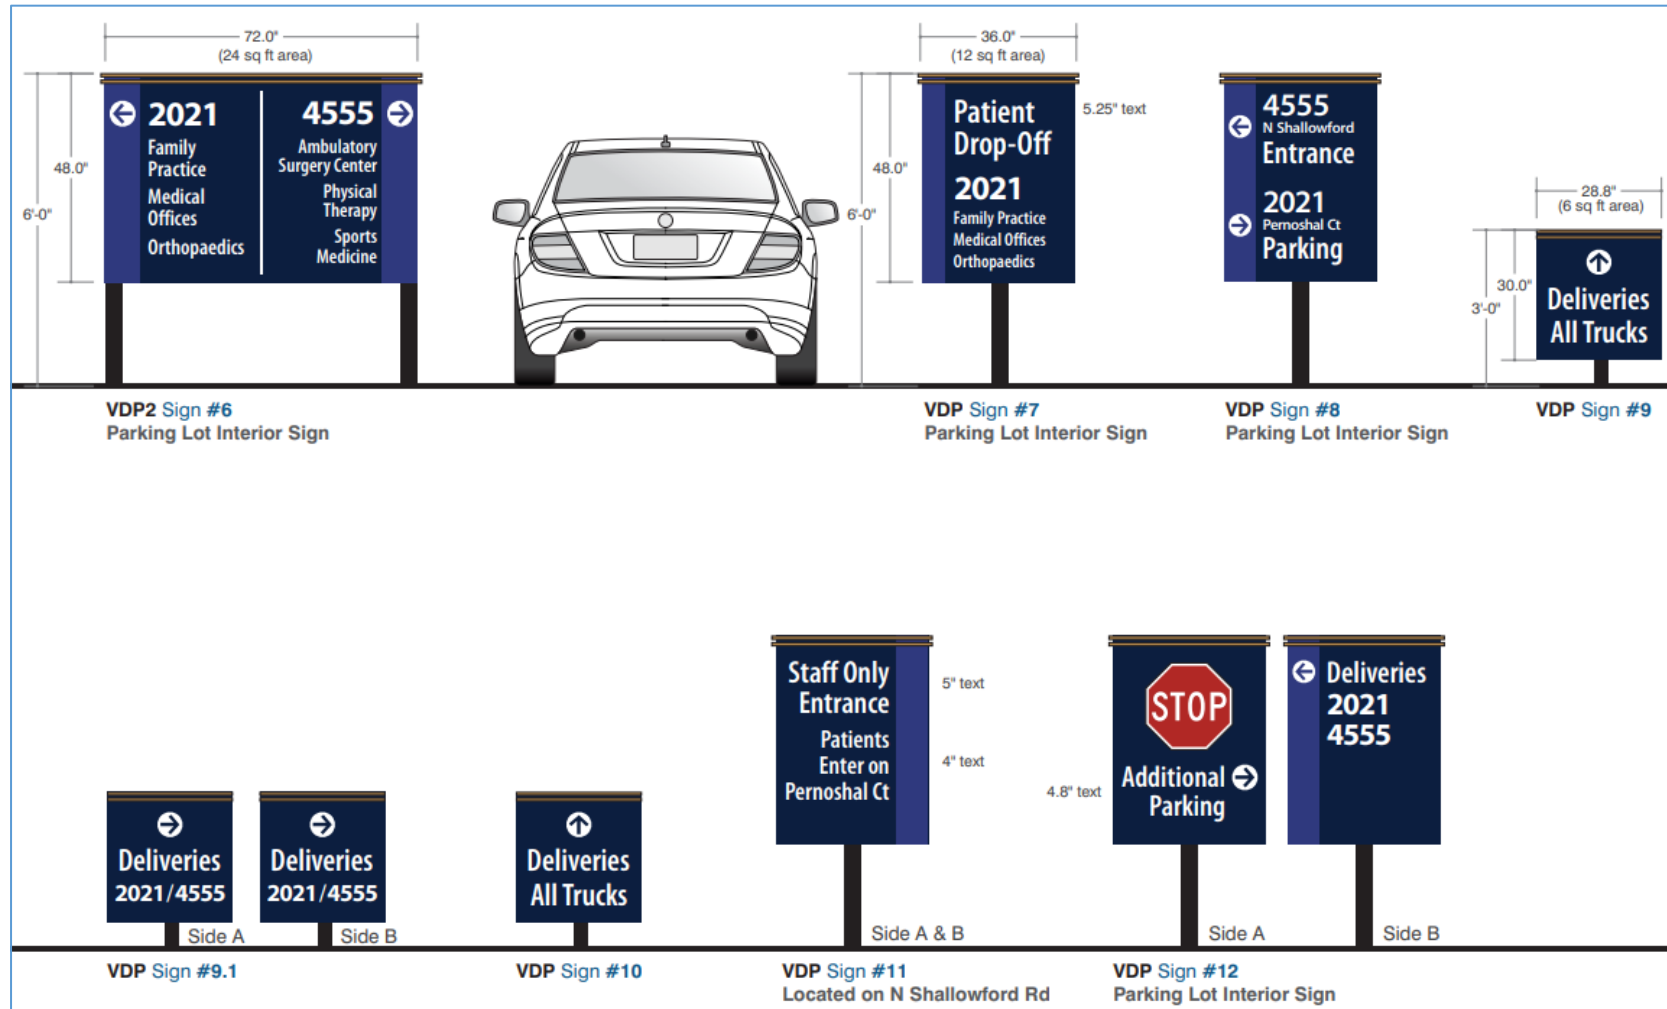 72.0"
(24 sq ft area)
48.0"
6'-0"
2021
Family
Practice
Medical
Offices
Orthopaedics
4555
Ambulatory
Surgery Center
Physical
Therapy
Sports
Medicine
VDP2 Sign #6
Parking Lot Interior Sign
36.0"
(12 sq ft area)
48.0"
6'-0"
Patient
Drop-Off
2021
Family Practice
Medical Offices
Orthopaedics
5.25" text
VDP Sign #7
Parking Lot Interior Sign
4555
N Shallowford
Entrance
2021
Pernoshal Ct
Parking
VDP Sign #8
Parking Lot Interior Sign
28.8"
(6 sq ft area)
30.0"
3'-0"
Deliveries
All Trucks
VDP Sign #9
Deliveries
2021/4555
Side A
Deliveries
2021/4555
Side B
VDP Sign #9.1
Deliveries
All Trucks
VDP Sign #10
Staff Only
Entrance
Patients
Enter on
Pernoshal Ct
5" text
4" text
Side A & B
VDP Sign #11
Located on N Shallowford Rd
STOP
Additional
Parking
4.8" text
Side A
Deliveries
2021
4555
Side B
VDP Sign #12
Parking Lot Interior Sign